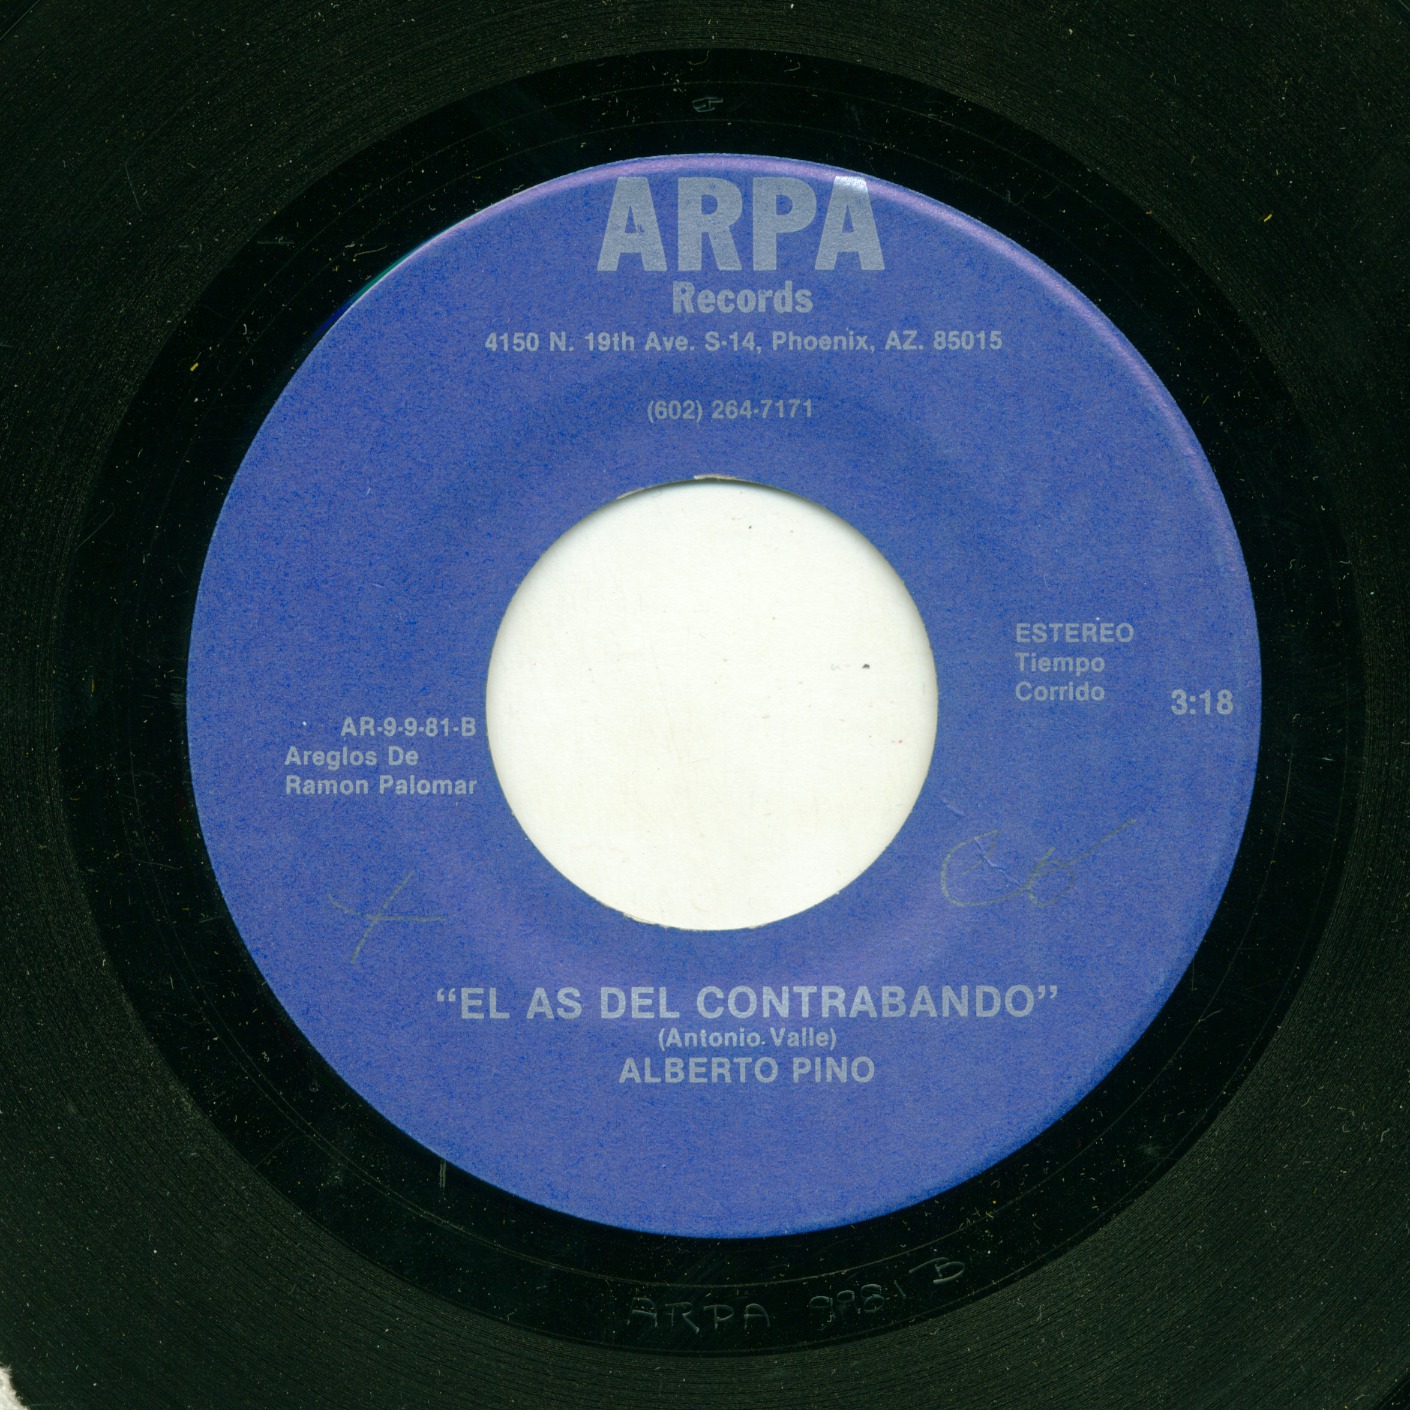 ARPA
Records
4150 N. 19th Ave. S-14, Phoenix, AZ. 85015
(602) 264-7171
ESTEREO
Tiempo
Corrido
3:18
AR-9-9-81-B
Areglos De
Ramon Palomar
“EL AS DEL CONTRABANDO”
(Antonio Valle)
ALBERTO PINO
ARPA 9981 B